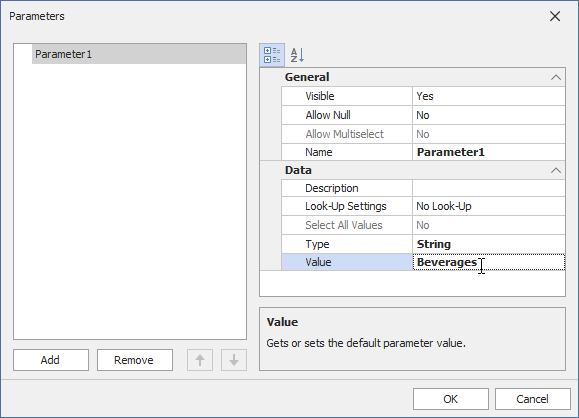 Parameters
Parameter1
A
Z
General
Visible Yes
Allow Null No
Allow Multiselect No
Name Parameter1
Data
Description
Look-Up Settings No Look-Up
Select All Values No
Type String
Value Beverages
Value
Gets or sets the default parameter value.
Add Remove
OK Cancel